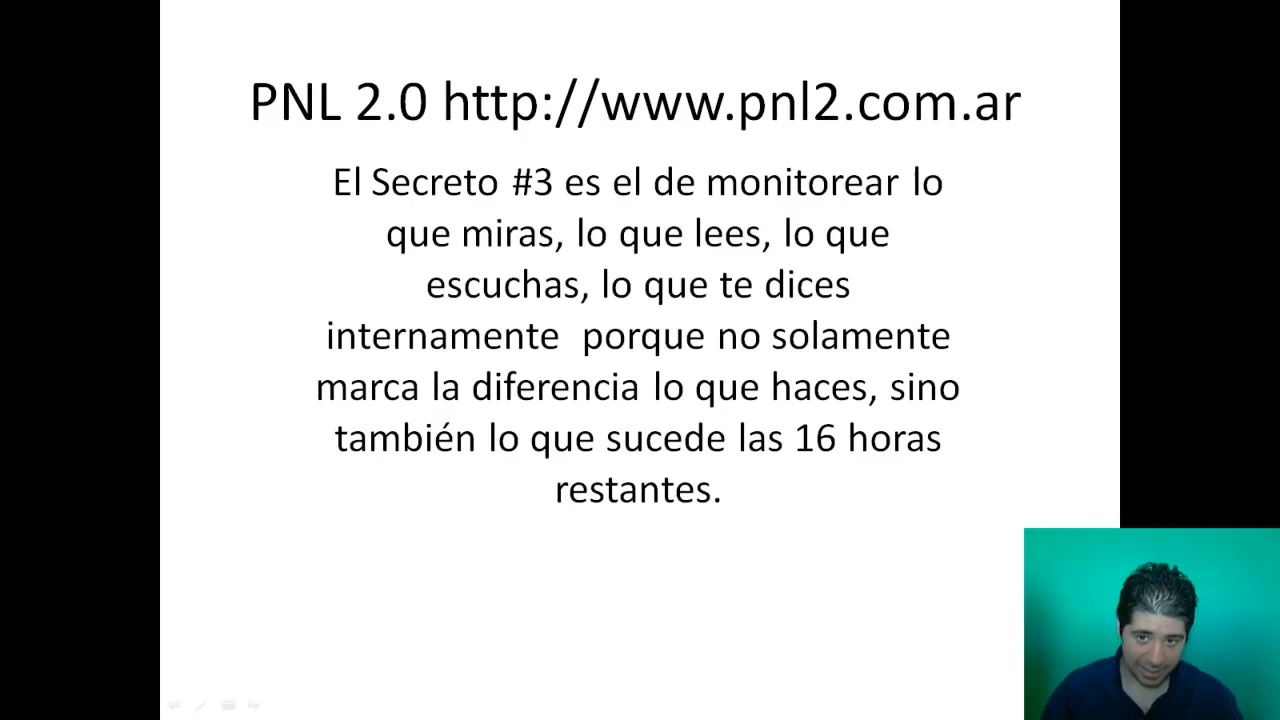 PNL 2.0 http://www.pnl2.com.ar
El Secreto #3 es el de monitorear lo
que miras, lo que lees, lo que
escuchas, lo que te dices
internamente  porque no solamente
marca la diferencia lo que haces, sino
también lo que sucede las 16 horas
restantes.